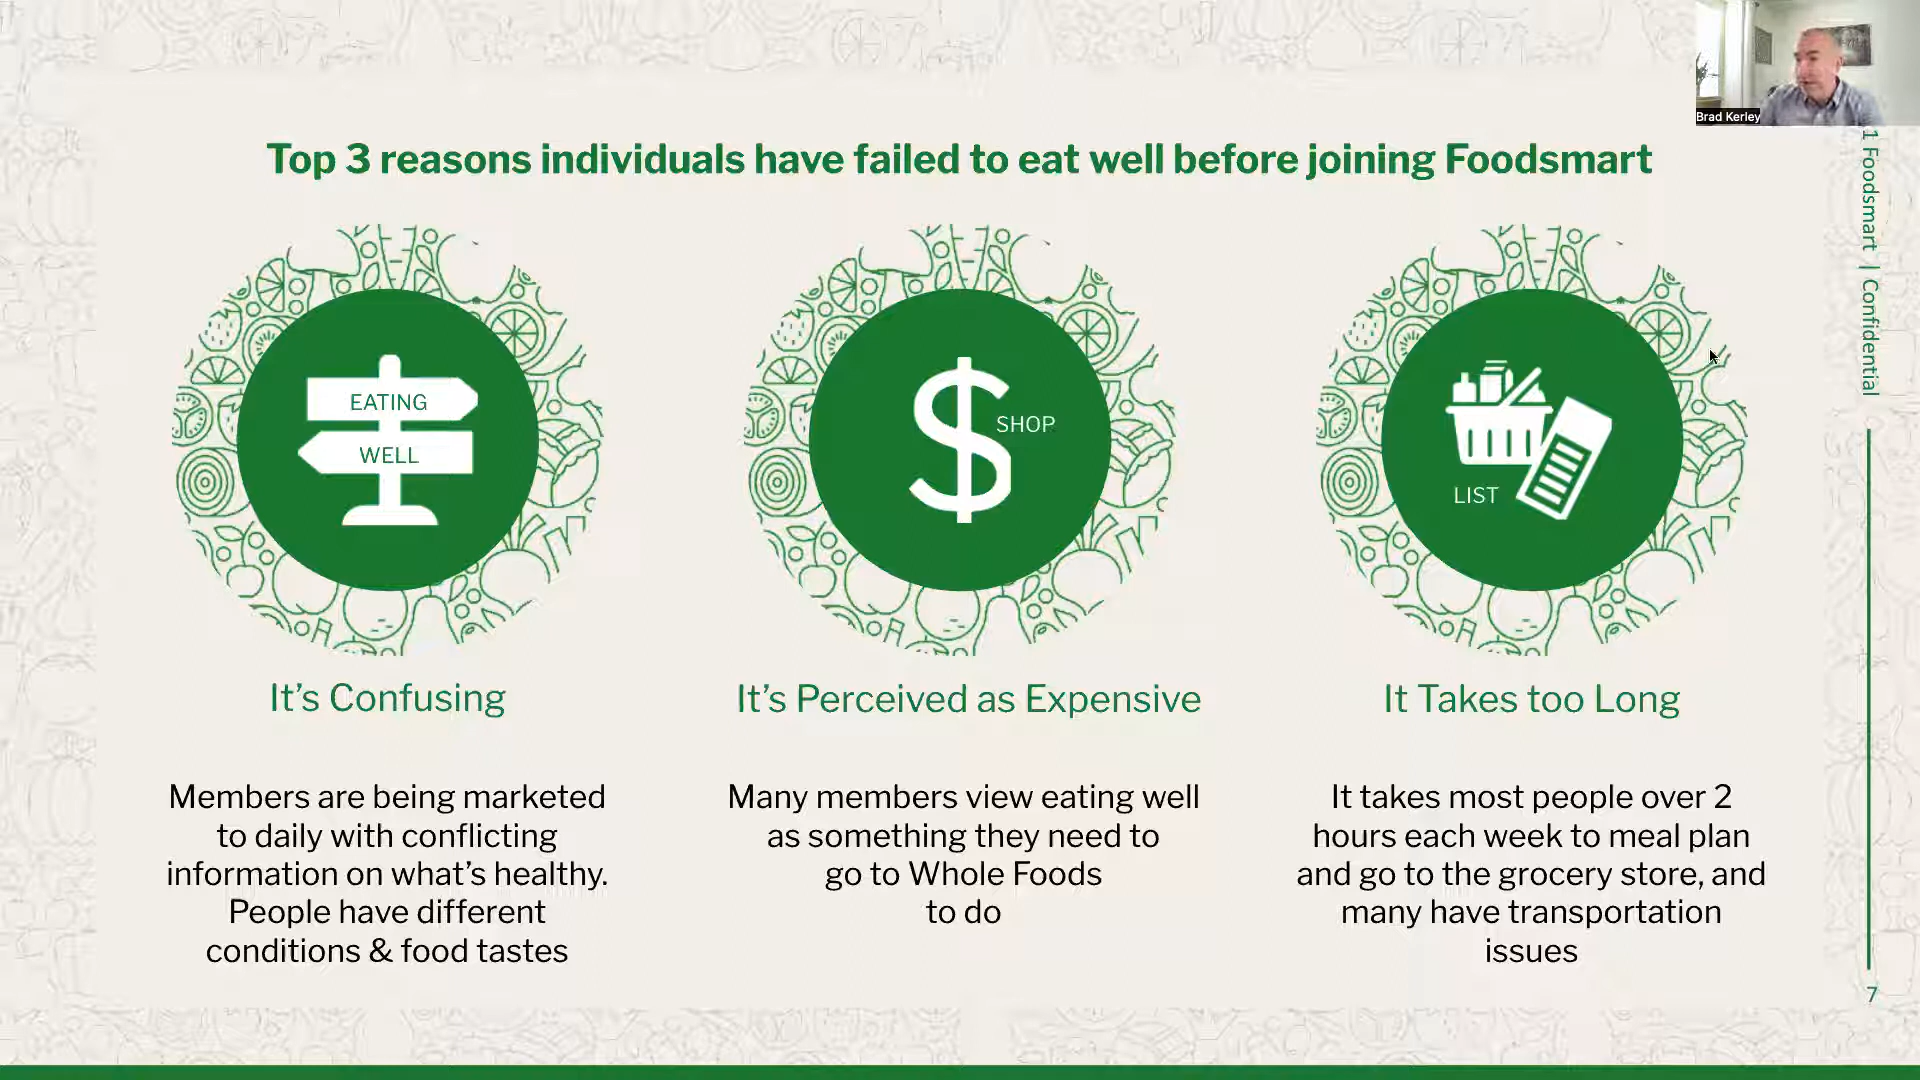 Brad Kerley
1 Foodsmart | Confidential
Top 3 reasons individuals have failed to eat well before joining Foodsmart
EATING
WELL
SHOP
LIST
It's Confusing
Members are being marketed
to daily with conflicting
information on what's healthy.
People have different
conditions & food tastes
It's Perceived as Expensive
Many members view eating well
as something they need to
go to Whole Foods
to do
It Takes too Long
It takes most people over 2
hours each week to meal plan
and go to the grocery store, and
many have transportation
issues
7